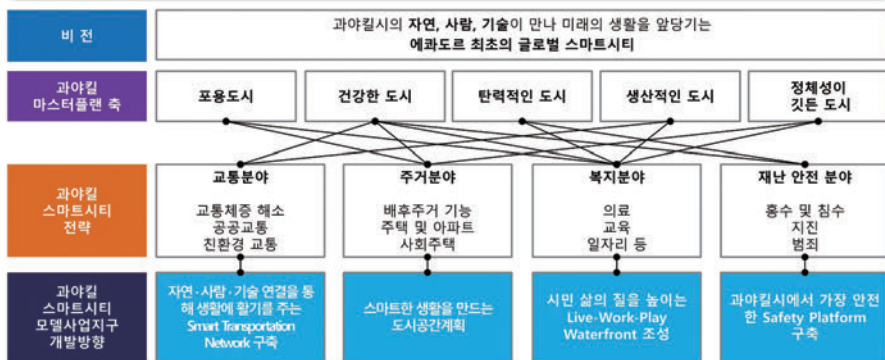 비 전
과야킬시의 자연, 사람, 기술이 만나 미래의 생활을 앞당기는
에콰도르 최초의 글로벌 스마트시티
과야킬
마스터플랜 축
포용도시
건강한 도시
탄력적인 도시
생산적인 도시
정체성이
깃든 도시
과야킬
스마트시티
전략
교통분야
교통체증 해소
공공교통
친환경 교통
주거분야
배후주거 기능
주택 및 아파트
사회주택
복지분야
의료
교육
일자리 등
재난 안전 분야
홍수 및 침수
지진
범죄
과야킬
스마트시티
모델사업지구
개발방향
자연·사람·기술 연결을 통
해 생활에 활기를 주는
Smart Transportation
Network 구축
스마트한 생활을 만드는
도시공간계획
시민 삶의 질을 높이는
Live-Work-Play
Waterfront 조성
과야킬시에서 가장 안전
한 Safety Platform
구축